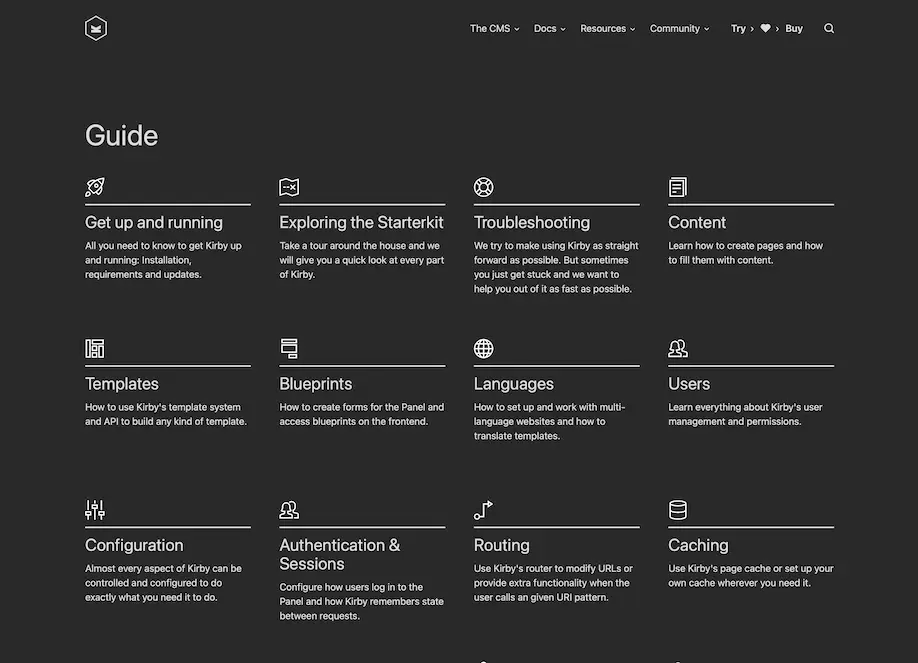 The CMS Docs Resources Community Try › › Buy
Guide
Get up and running
All you need to know to get Kirby up
and running: Installation,
requirements and updates.
Exploring the Starterkit
Take a tour around the house and we
will give you a quick look at every part
of Kirby.
Troubleshooting
We try to make using Kirby as straight
forward as possible. But sometimes
you just get stuck and we want to
help you out of it as fast as possible.
Content
Learn how to create pages and how
to fill them with content.
Templates
How to use Kirby's template system
and API to build any kind of template.
Blueprints
How to create forms for the Panel and
access blueprints on the frontend.
Languages
How to set up and work with multi-
language websites and how to
translate templates.
Users
Learn everything about Kirby's user
management and permissions.
Configuration
Almost every aspect of Kirby can be
controlled and configured to do
exactly what you need it to do.
Authentication &
Sessions
Configure how users log in to the
Panel and how Kirby remembers state
between requests.
Routing
Use Kirby's router to modify URLs or
provide extra functionality when the
user calls an given URI pattern.
Caching
Use Kirby's page cache or set up your
own cache wherever you need it.